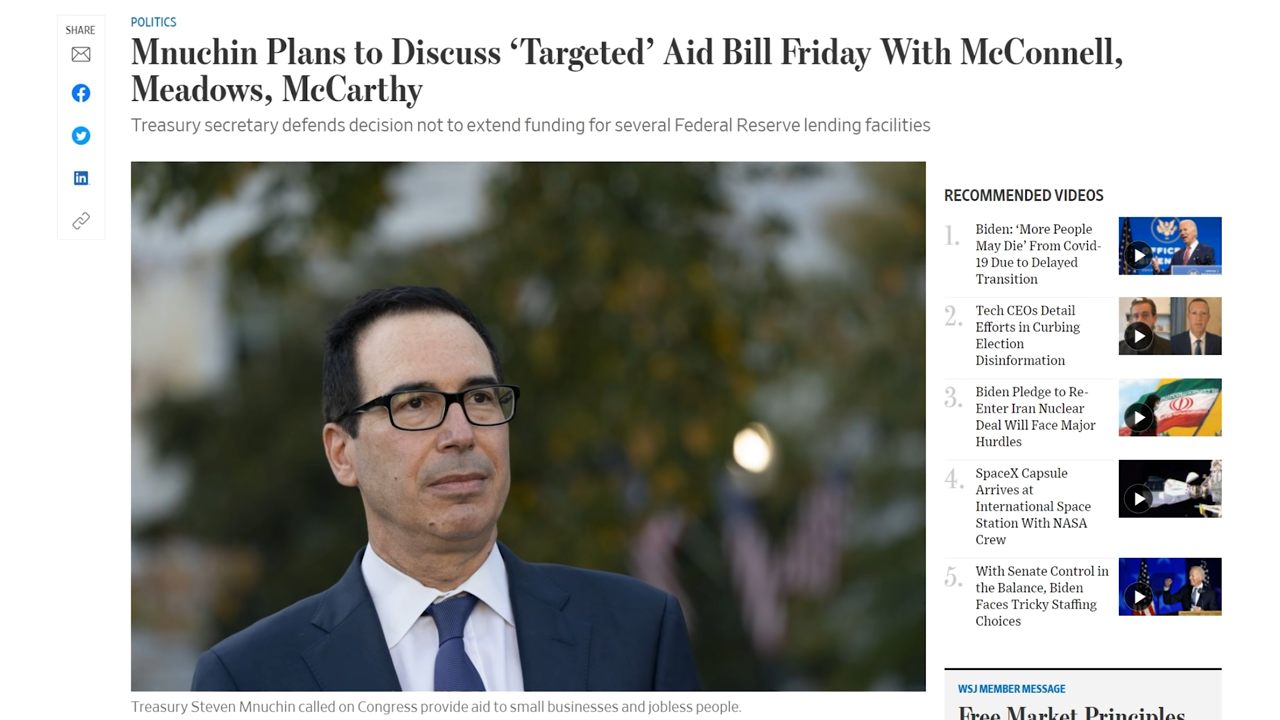 SHARE
POLITICS
Mnuchin Plans to Discuss ‘Targeted’ Aid Bill Friday With McConnell,
Meadows, McCarthy
Treasury secretary defends decision not to extend funding for several Federal Reserve lending facilities
Treasury Steven Mnuchin called on Congress provide aid to small businesses and jobless people.
RECOMMENDED VIDEOS
1. Biden: ‘More People
May Die’ From Covid-
19 Due to Delayed
Transition
2. Tech CEOs Detail
Efforts in Curbing
Election
Disinformation
3. Biden Pledge to Re-
Enter Iran Nuclear
Deal Will Face Major
Hurdles
4. SpaceX Capsule
Arrives at
International Space
Station With NASA
Crew
5. With Senate Control in
the Balance, Biden
Faces Tricky Staffing
Choices
WSJ MEMBER MESSAGE
Free Market Principles